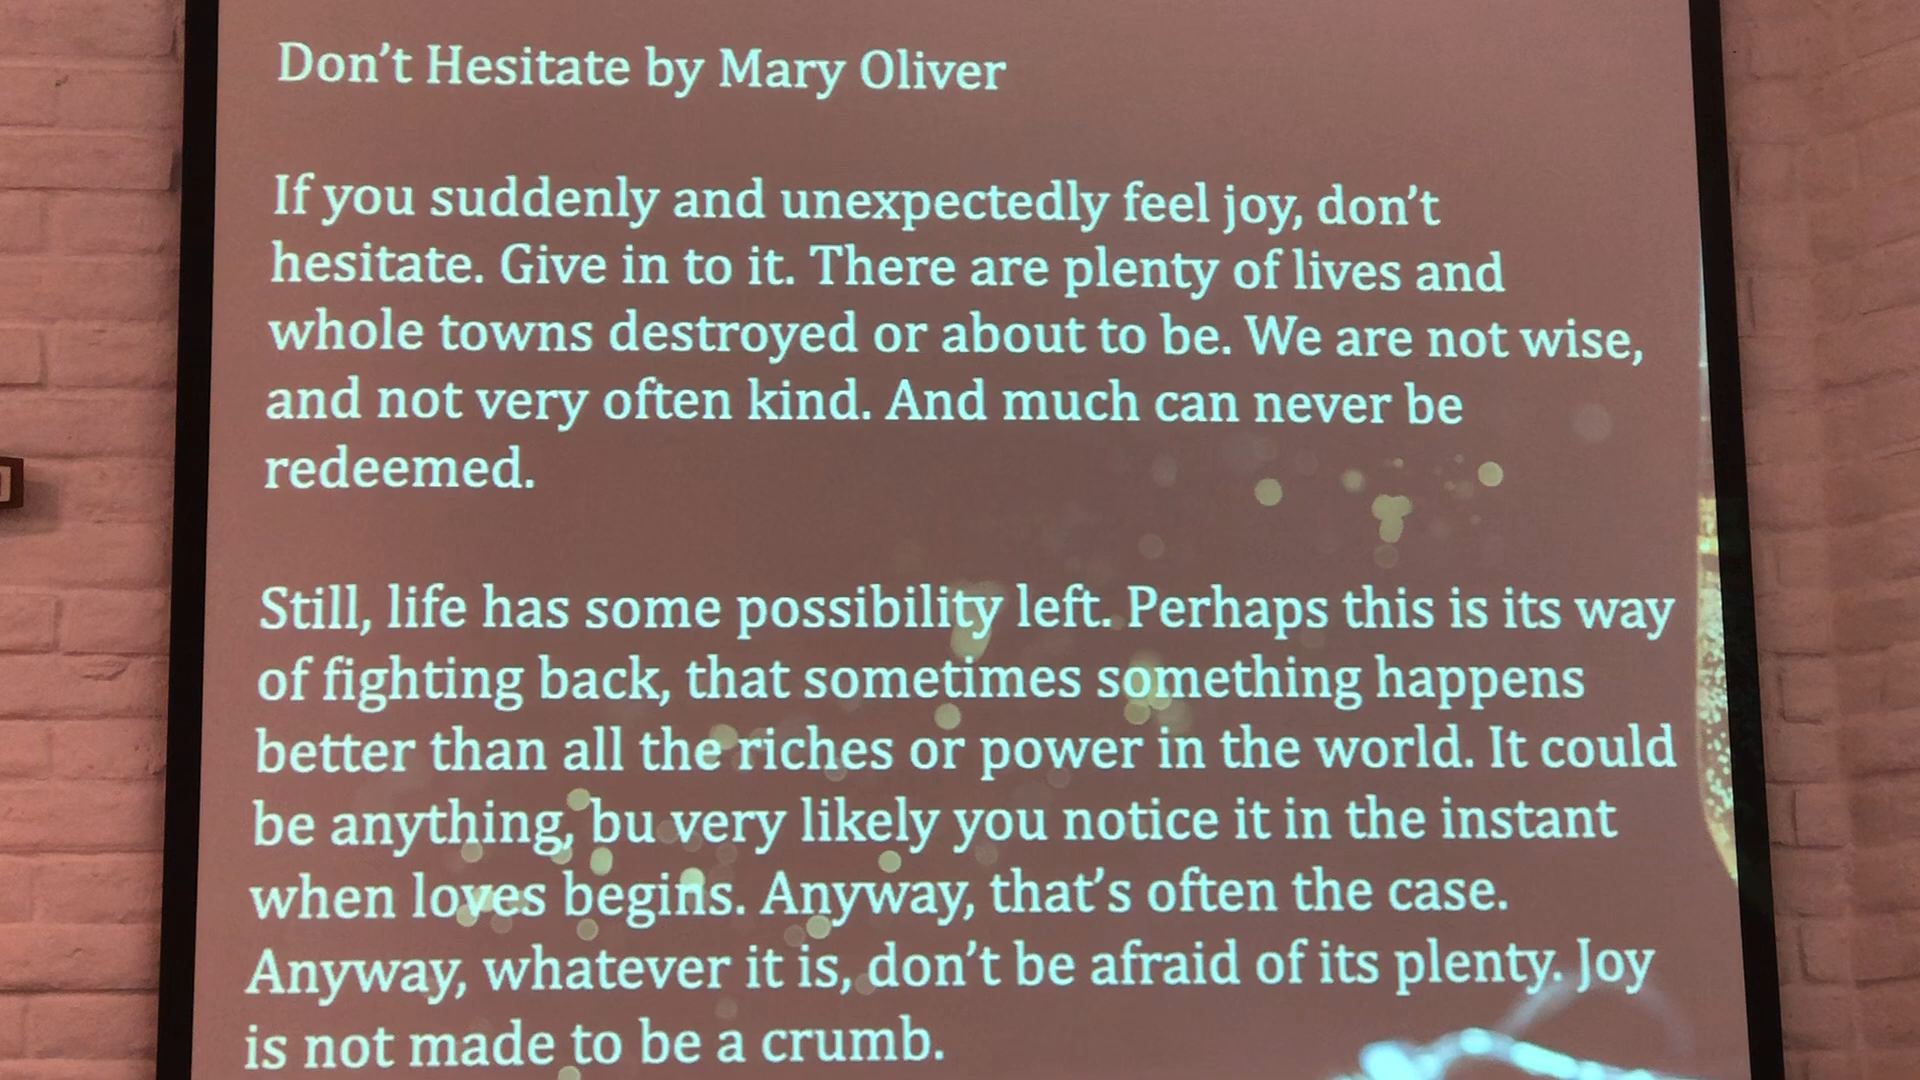 Don’t Hesitate by Mary Oliver
If you suddenly and unexpectedly feel joy, don’t
hesitate. Give in to it. There are plenty of lives and
whole towns destroyed or about to be. We are not wise,
and not very often kind. And much can never be
redeemed.
Still, life has some possibility left. Perhaps this is its way
of fighting back, that sometimes something happens
better than all the riches or power in the world. It could
be anything, bu very likely you notice it in the instant
when loves begins. Anyway, that’s often the case.
Anyway, whatever it is, don’t be afraid of its plenty. Joy
is not made to be a crumb.